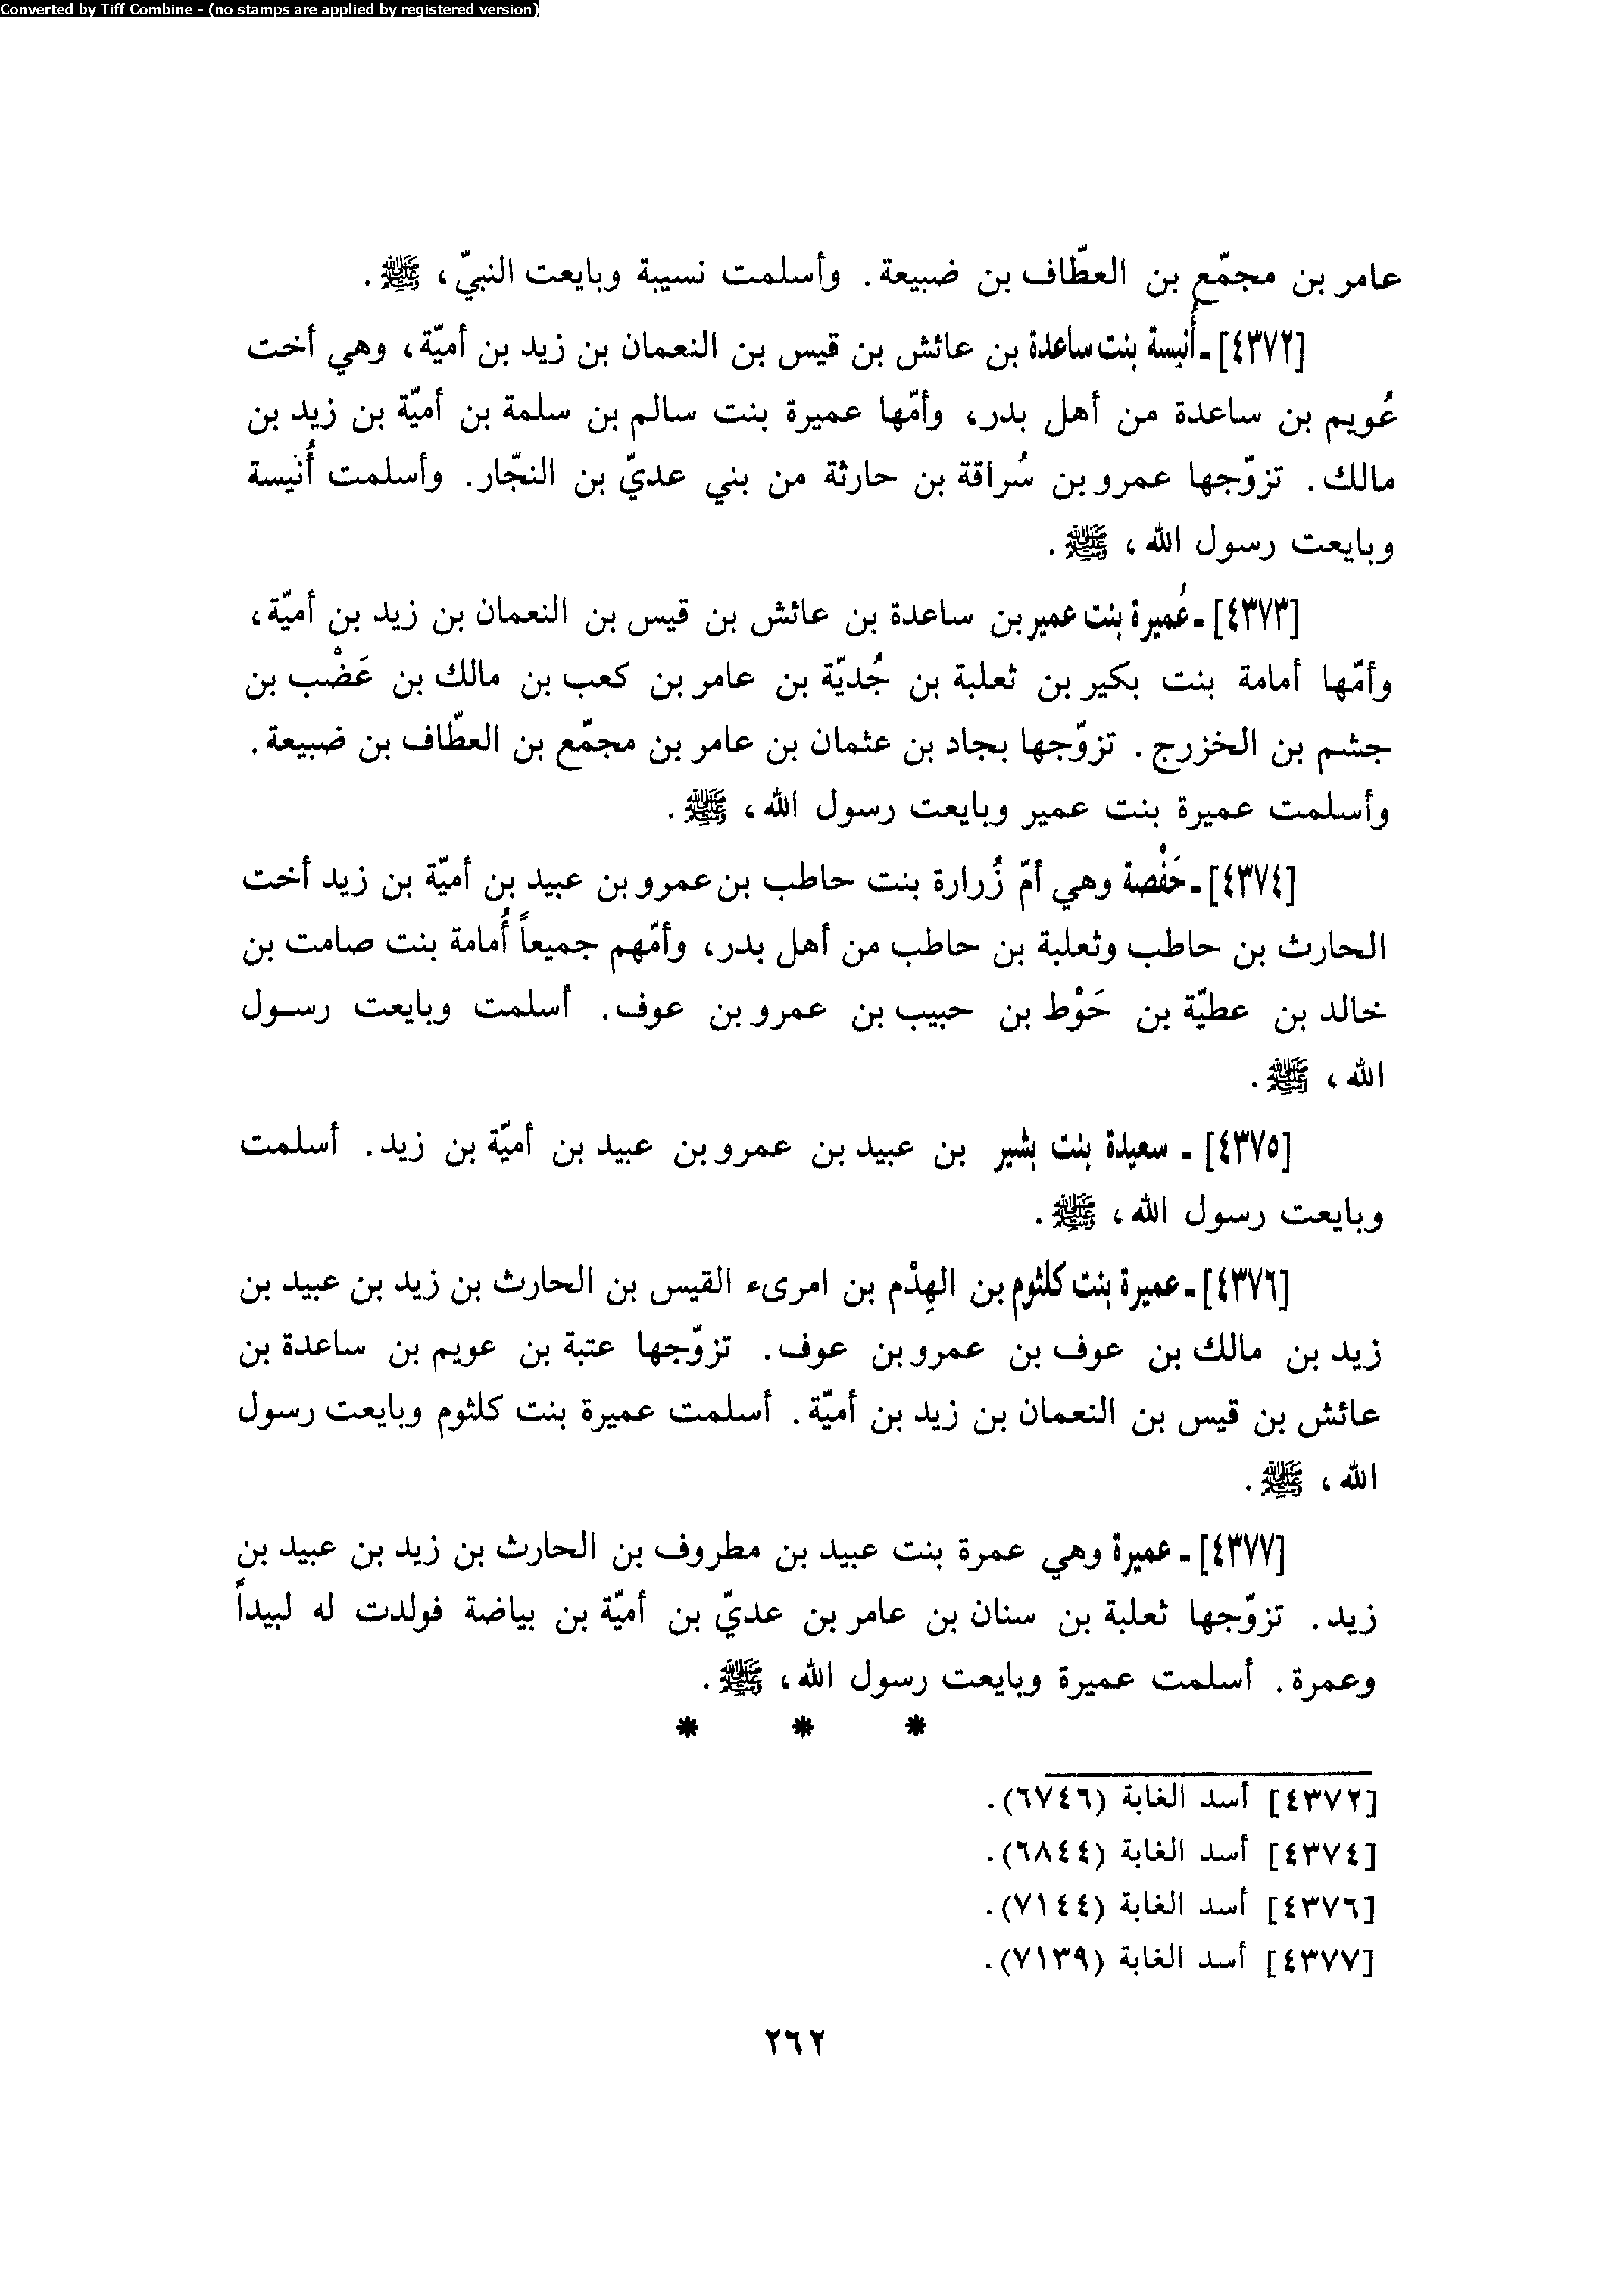 Converted by Tiff Combine - (no stamps are applied by registered version)
عامر بن مجمّع بن العطّاف بن ضبيعة. وأسلمت نسيبة وبايعت النبيّ، ﷺ.
[٤٣٧٢] ـ أُنيسة بنت ساعدة بن عائش بن قيس بن النعمان بن زيد بن أميّة، وهي أخت
عُويم بن ساعدة من أهل بدر، وأمّها عميرة بنت سالم بن سلمة بن أميّة بن زيد بن
مالك. تزوّجها عمرو بن سُراقة بن حارثة من بني عديّ بن النجّار. وأسلمت أُنيسة
وبايعت رسول الله، ﷺ.
[٤٣٧٣] ـ عُميرة بنت عمير بن ساعدة بن عائش بن قيس بن النعمان بن زيد بن أميّة،
وأمّها أمامة بنت بكير بن ثعلبة بن جُديّة بن عامر بن كعب بن مالك بن عَضْب بن
جشم بن الخزرج. تزوّجها بجاد بن عثمان بن عامر بن مجمّع بن العطّاف بن ضبيعة.
وأسلمت عميرة بنت عمير وبايعت رسول الله، ﷺ.
[٤٣٧٤] ـ حَفْصة وهي أمّ زُرارة بنت حاطب بن عمرو بن عبيد بن أميّة بن زيد أخت
الحارث بن حاطب وثعلبة بن حاطب من أهل بدر، وأمّهم جميعاً أُمامة بنت صامت بن
خالد بن عطيّة بن حَوْط بن حبيب بن عمرو بن عوف. أسلمت وبايعت رسول
الله، ﷺ.
[٤٣٧٥] ـ سعيدة بنت بشير بن عبيد بن عمرو بن عبيد بن أميّة بن زيد. أسلمت
وبايعت رسول الله، ﷺ.
[٤٣٧٦] ـ عميرة بنت كلثوم بن الهِدْم بن امرىء القيس بن الحارث بن زيد بن عبيد بن
زيد بن مالك بن عوف بن عمرو بن عوف. تزوّجها عتبة بن عويم بن ساعدة بن
عائش بن قيس بن النعمان بن زيد بن أميّة. أسلمت عميرة بنت كلثوم وبايعت رسول
الله، ﷺ.
[٤٣٧٧] ـ عميرة وهي عمرة بنت عبيد بن مطروف بن الحارث بن زيد بن عبيد بن
زيد. تزوّجها ثعلبة بن سنان بن عامر بن عديّ بن أميّة بن بياضة فولدت له لبيداً
وعمرة. أسلمت عميرة وبايعت رسول الله، ﷺ.
* * *
[٤٣٧٢] أسد الغابة (٦٧٤٦).
[٤٣٧٤] أسد الغابة (٦٨٤٤).
[٤٣٧٦] أسد الغابة (٧١٤٤).
[٤٣٧٧] أسد الغابة (٧١٣٩).
٢٦٢